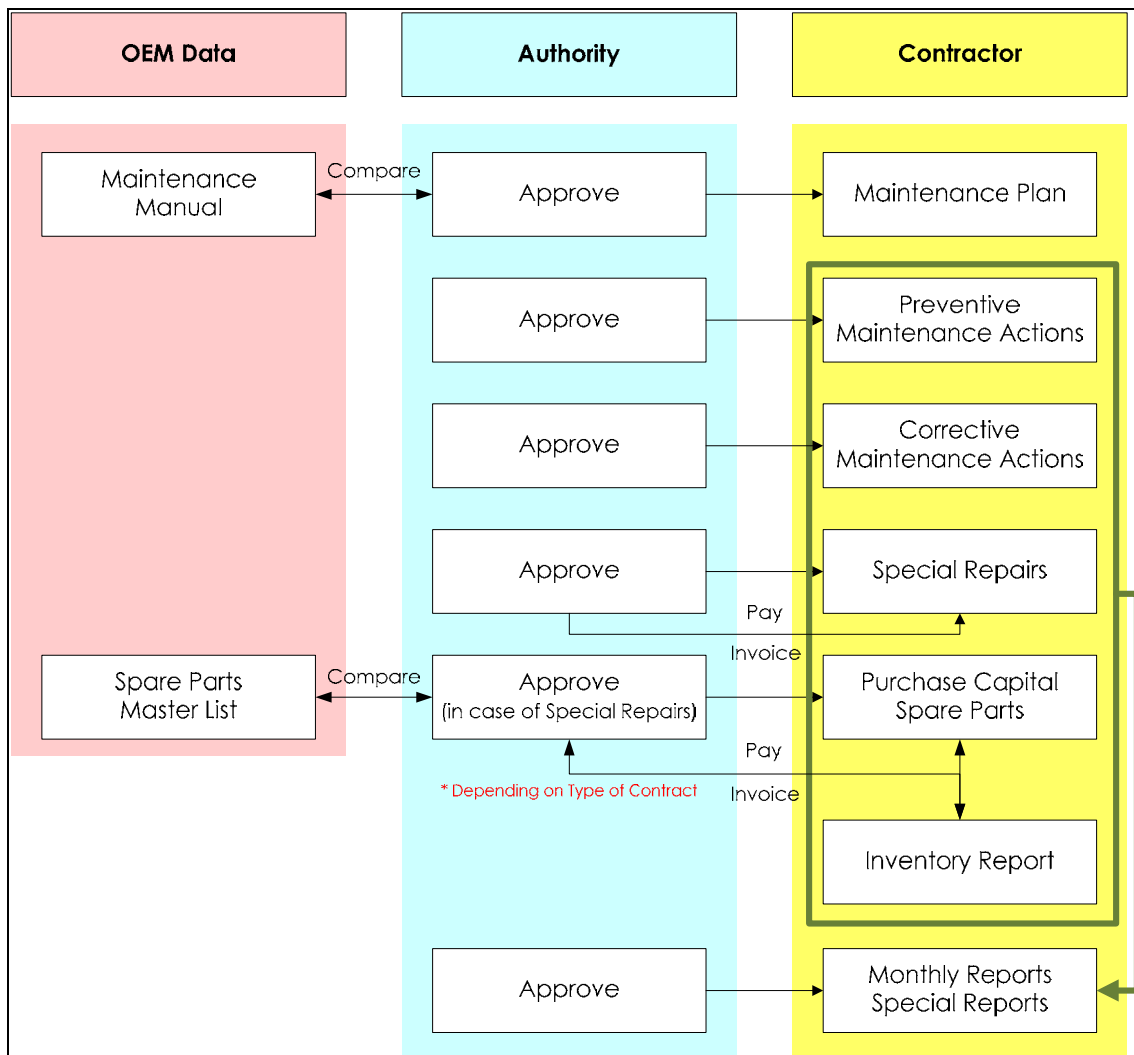 OEM Data
Authority
Contractor
Maintenance
Manual
Compare
Approve
Maintenance Plan
Approve
Preventive
Maintenance Actions
Approve
Corrective
Maintenance Actions
Approve
Special Repairs
Pay
Invoice
Spare Parts
Master List
Compare
Approve
(in case of Special Repairs)
Purchase Capital
Spare Parts
Pay
* Depending on Type of Contract
Invoice
Inventory Report
Approve
Monthly Reports
Special Reports